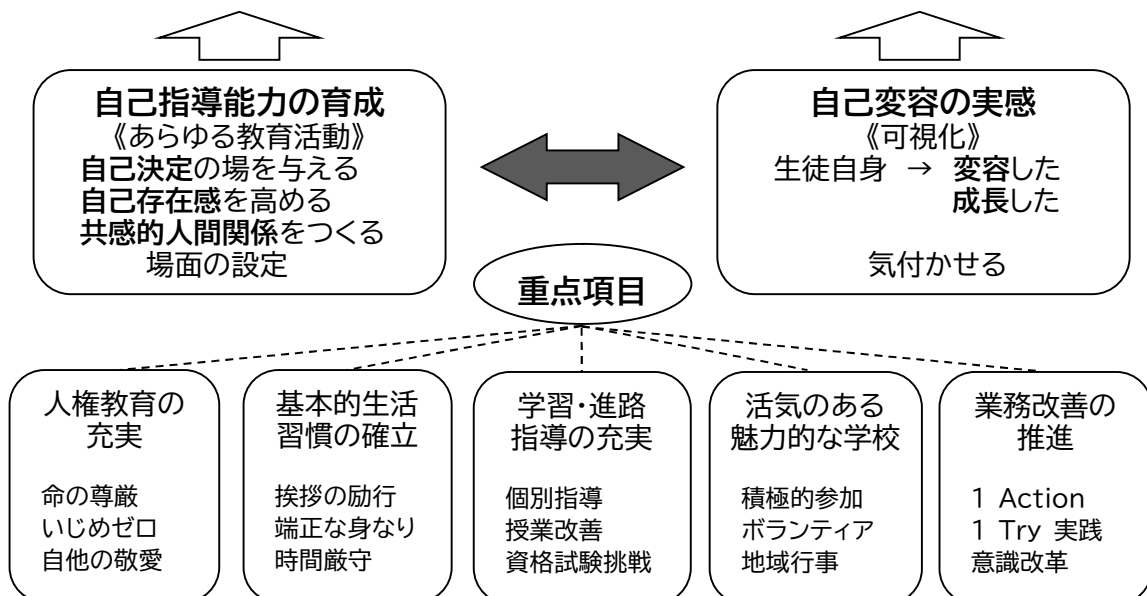 自己指導能力の育成
《あらゆる教育活動》
自己決定の場を与える
自己存在感を高める
共感的人間関係をつくる
場面の設定
自己変容の実感
《可視化》
生徒自身 → 変容した
成長した
気付かせる
重点項目
人権教育の
充実
命の尊厳
いじめゼロ
自他の敬愛
基本的生活
習慣の確立
挨拶の励行
端正な身なり
時間厳守
学習・進路
指導の充実
個別指導
授業改善
資格試験挑戦
活気のある
魅力的な学校
積極的参加
ボランティア
地域行事
業務改善の
推進
1 Action
1 Try 実践
意識改革